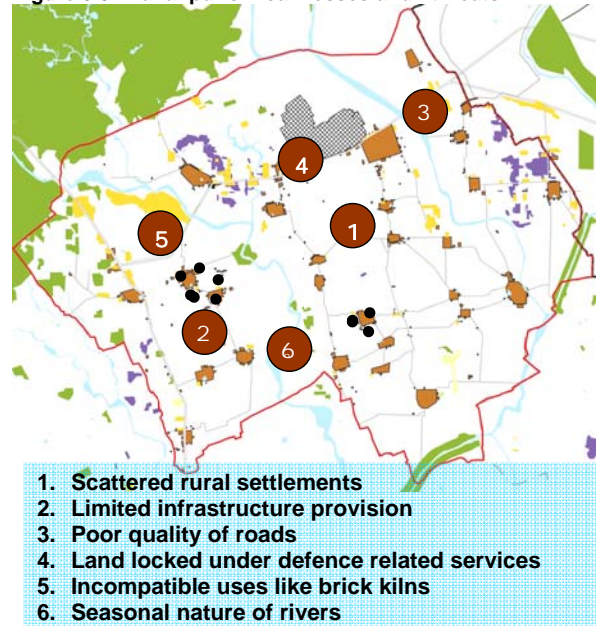 3
4
1
5
2
6
1. Scattered rural settlements
2. Limited infrastructure provision
3. Poor quality of roads
4. Land locked under defence related services
5. Incompatible uses like brick kilns
6. Seasonal nature of rivers